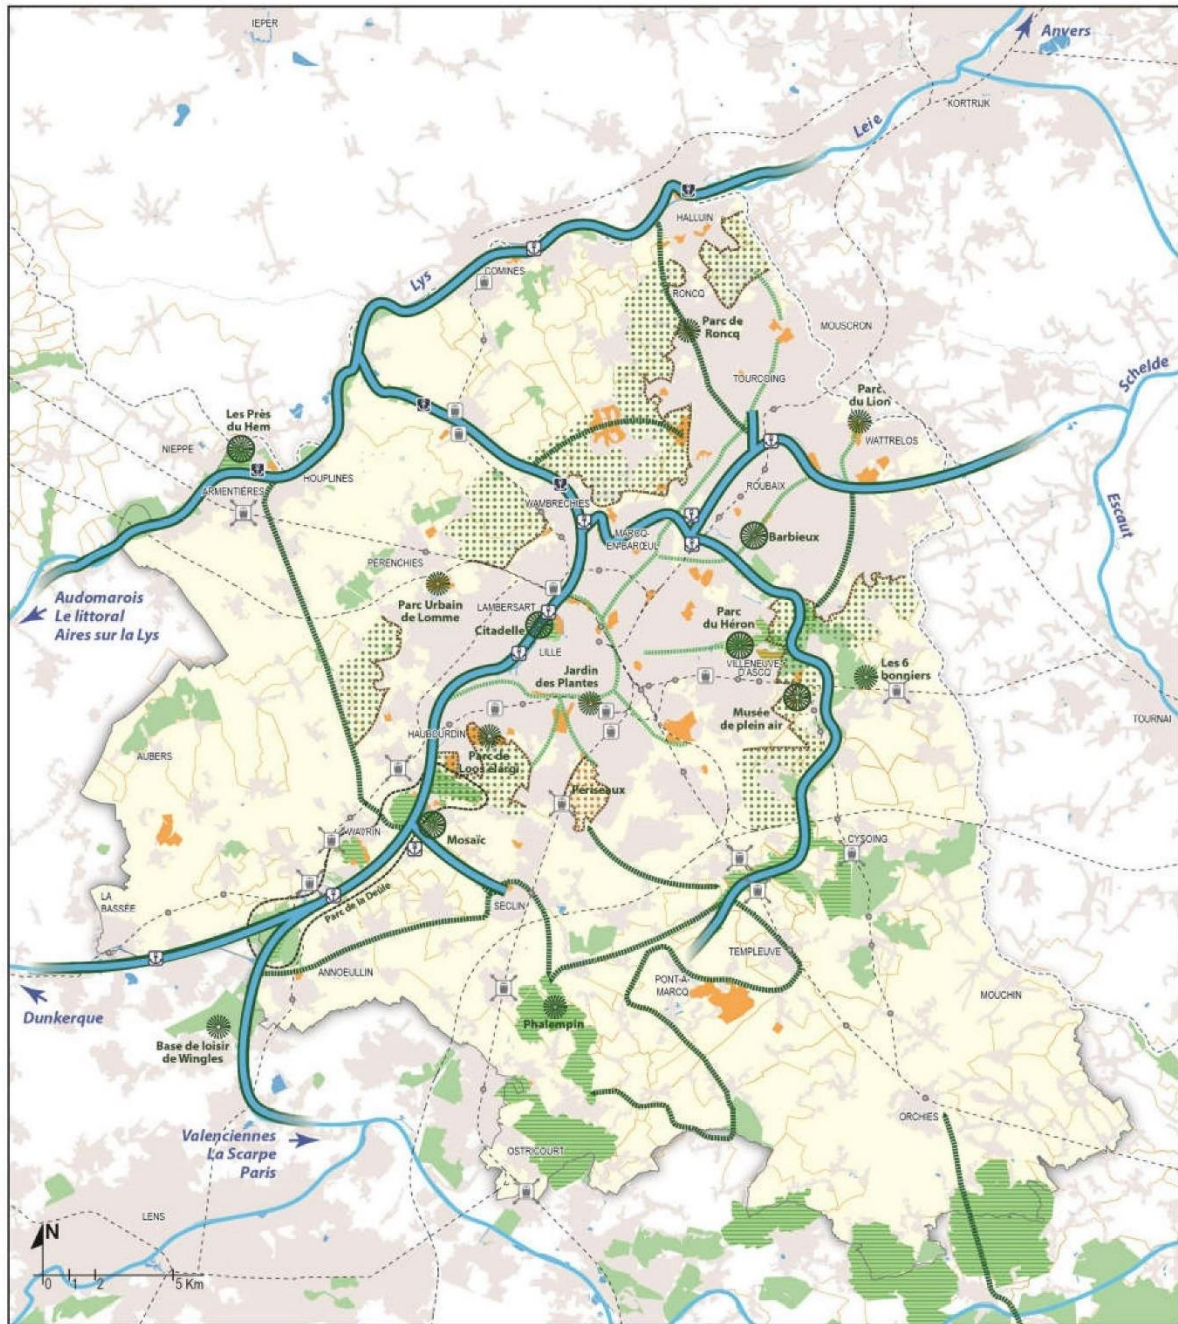 IEPER
Anvers
KORTRIJK
Leie
HALLUIN
Lys
COMINES
RONCQ
Parc de
Roncq
MOUSCRON
Schelde
TOURCOING
Parc
du Lion
Les Près
du Hem
WATTRELOS
NIEPPE
HOUPLINES
ARMENTIÈRES
ROUBAIX
WAMBRECHIES
MARCQ-
EN-BARŒUL
Barbieux
Escaut
PÉRENCHIES
Parc Urbain
de Lomme
LAMBERSART
Citadelle
LILLE
Audomarois
Le littoral
Aires sur la Lys
Parc
du Héron
VILLENEUVE-
D'ASCQ
Les 6
bonniers
Jardin
des Plantes
Musée
de plein air
TOURNAI
HAUBOURDIN
Parc de
Loos élargi
AUBERS
Périseaux
WAVRIN
Mosaïc
CYSOING
LA
BASSÉE
Parc de la Deûle
SECLIN
ANNOEULLIN
TEMPLEUVE
PONT-A-
MARCQ
MOUCHIN
Dunkerque
Phalempin
Base de loisir
de Wingles
ORCHIES
Valenciennes
La Scarpe
Paris
OSTRICOURT
LENS
N
0 1 2 5 Km